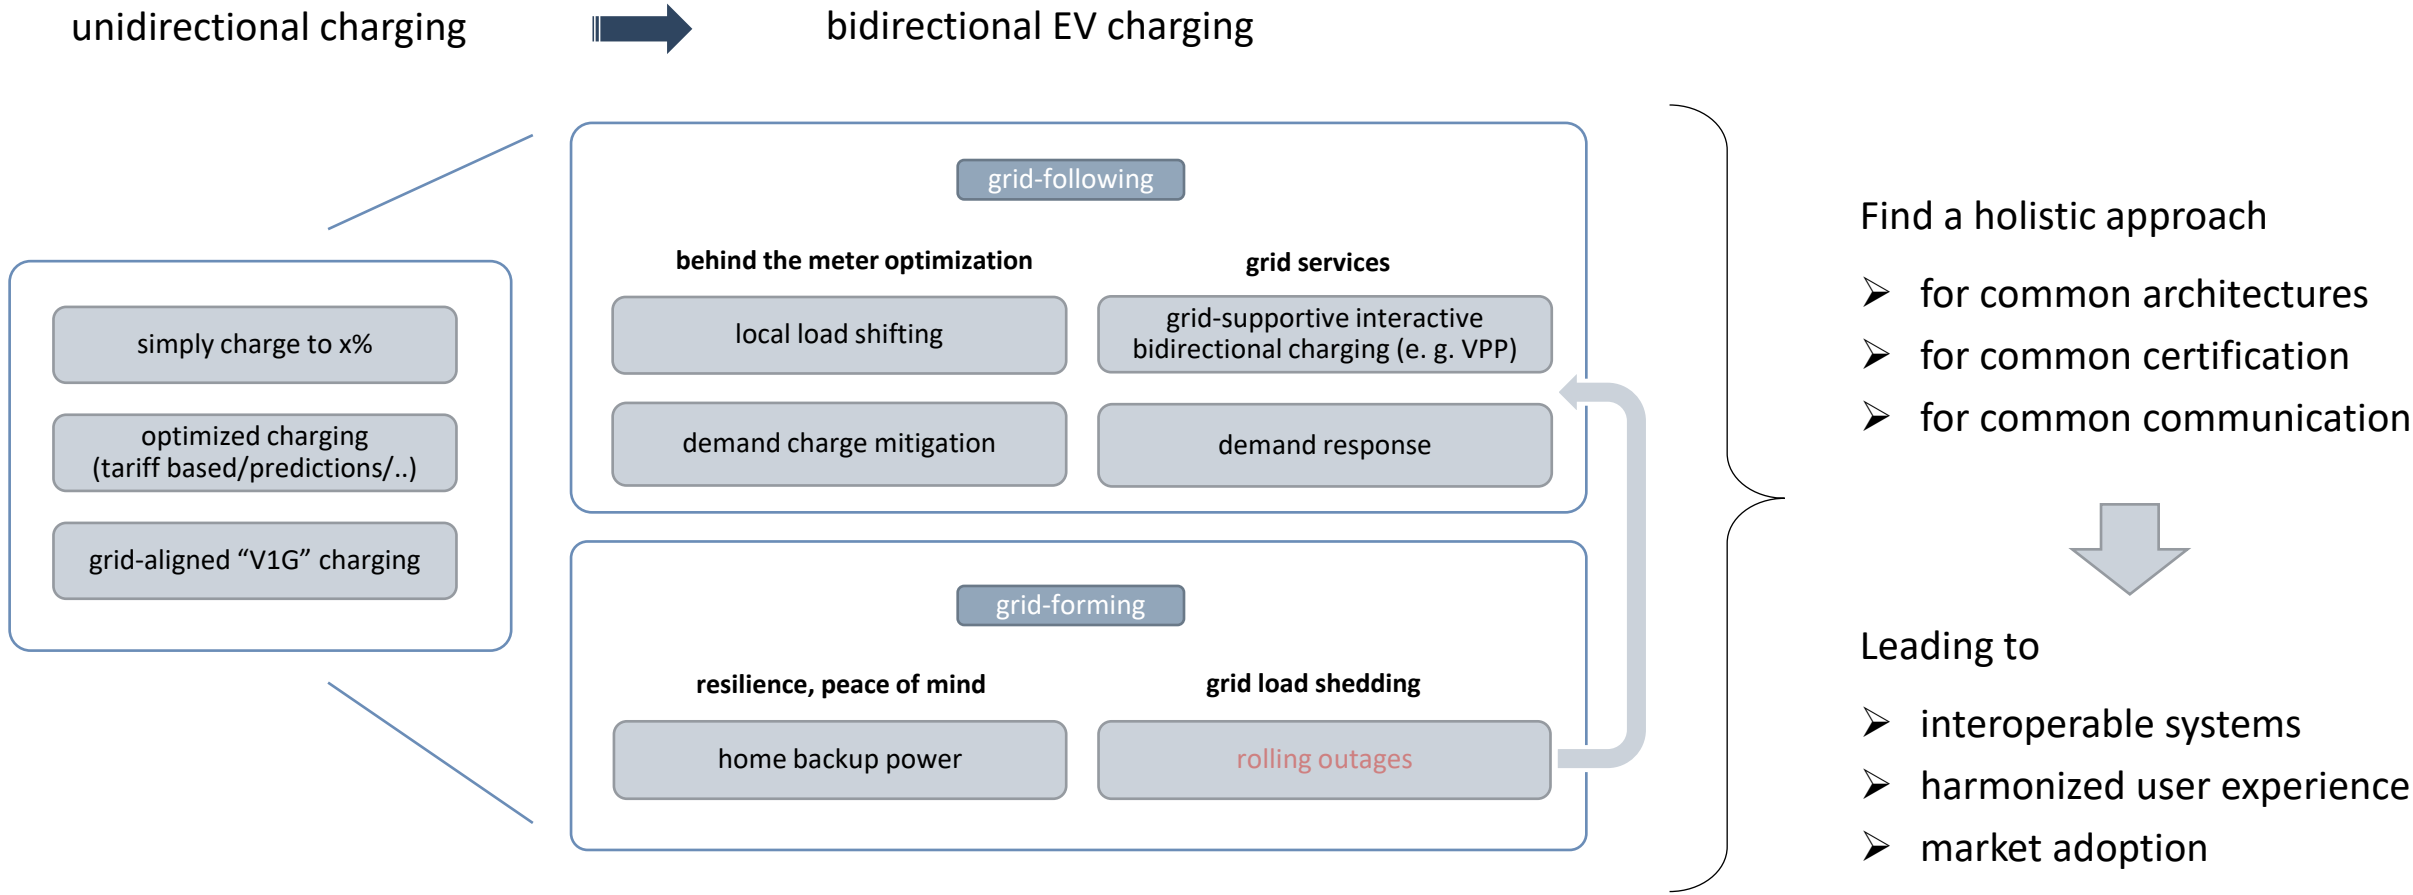 unidirectional charging
bidirectional EV charging
simply charge to x%
optimized charging
(tariff based/predictions/..)
grid-aligned “V1G” charging
grid-following
behind the meter optimization
grid services
local load shifting
grid-supportive interactive
bidirectional charging (e. g. VPP)
demand charge mitigation
demand response
grid-forming
resilience, peace of mind
grid load shedding
home backup power
rolling outages
Find a holistic approach
for common architectures
for common certification
for common communication
Leading to
interoperable systems
harmonized user experience
market adoption